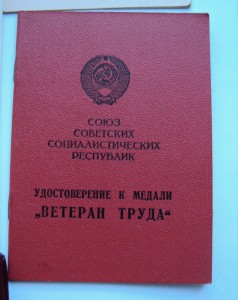 СОЮЗ
СОВЕТСКИХ
СОЦИАЛИСТИЧЕСКИХ
РЕСПУБЛИК
УДОСТОВЕРЕНИЕ К МЕДАЛИ
„ВЕТЕРАН ТРУДА“